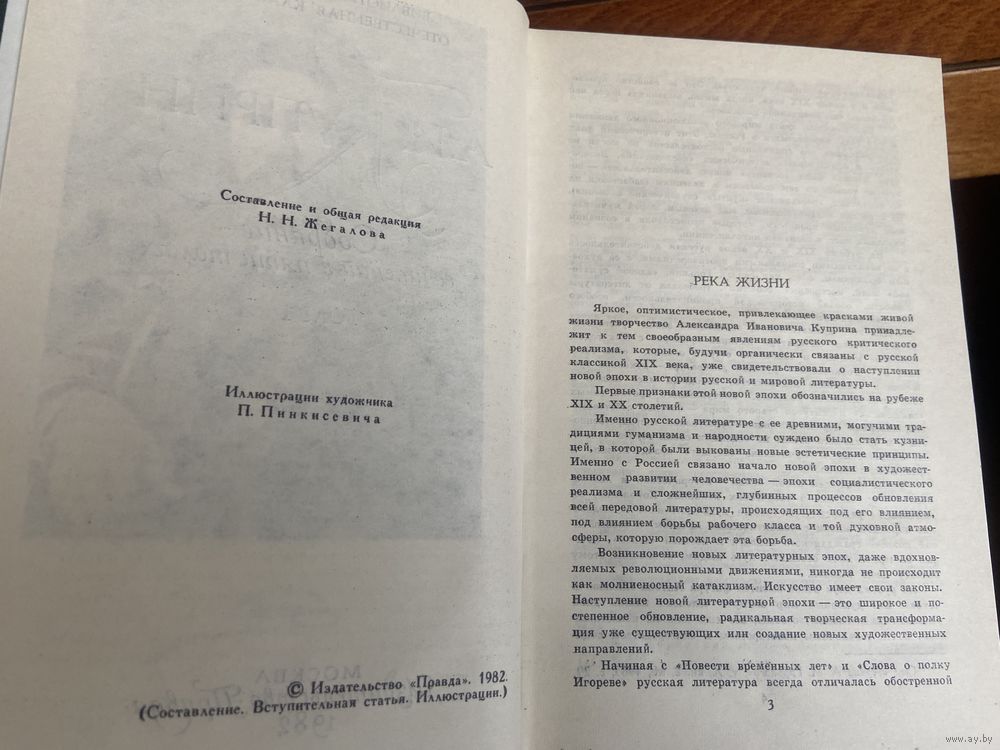 Составление и общая редакция
Н. Н. Жегалова
Иллюстрации художника
П. Пинкисевича
© Издательство «Правда». 1982.
(Составление. Вступительная статья. Иллюстрации.)
РЕКА ЖИЗНИ
Яркое, оптимистическое, привлекающее красками живой
жизни творчество Александра Ивановича Куприна принадле-
жит к тем своеобразным явлениям русского критического
реализма, которые, будучи органически связаны с русской
классикой XIX века, уже свидетельствовали о наступлении
новой эпохи в истории русской и мировой литературы.
Первые признаки этой новой эпохи обозначились на рубеже
XIX и XX столетий.
Именно русской литературе с ее древними, могучими тра-
дициями гуманизма и народности суждено было стать кузни-
цей, в которой были выкованы новые эстетические принципы.
Именно с Россией связано начало новой эпохи в художест-
венном развитии человечества — эпохи социалистического
реализма и сложнейших, глубинных процессов обновления
всей передовой литературы, происходящих под его влиянием,
под влиянием борьбы рабочего класса и той духовной атмо-
сферы, которую порождает эта борьба.
Возникновение новых литературных эпох, даже вдохнов-
ляемых революционными движениями, никогда не происходит
как молниеносный катаклизм. Искусство имеет свои законы.
Наступление новой литературной эпохи — это широкое и по-
степенное обновление, радикальная творческая трансформа-
ция уже существующих или создание новых художественных
направлений.
Начиная с «Повести временных лет» и «Слова о полку
Игореве» русская литература всегда отличалась обостренной
3
www.ay.by